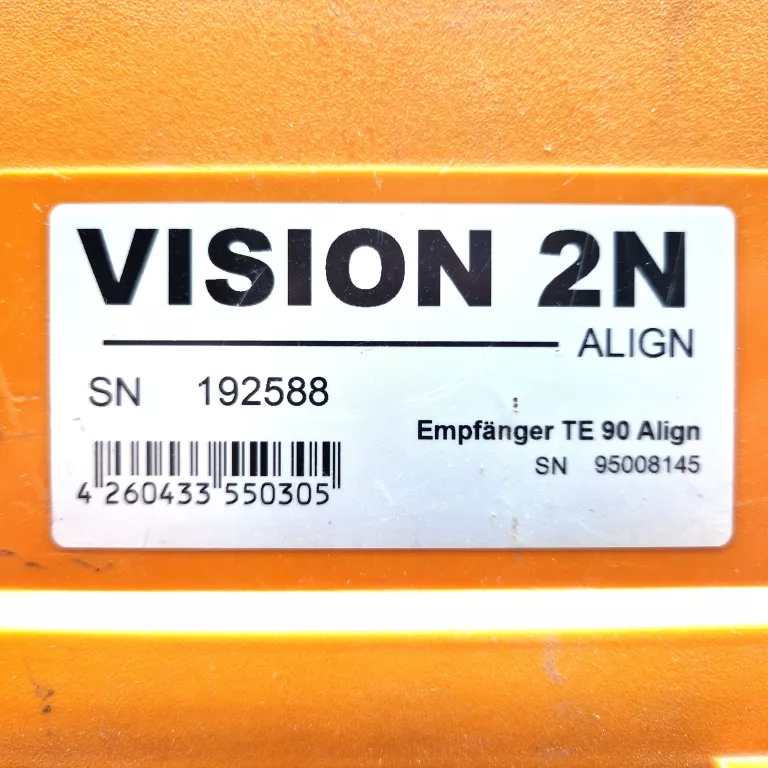 VISION 2N
ALIGN
SN 192588
Empfänger TE 90 Align
SN 95008145
4 260433 550305